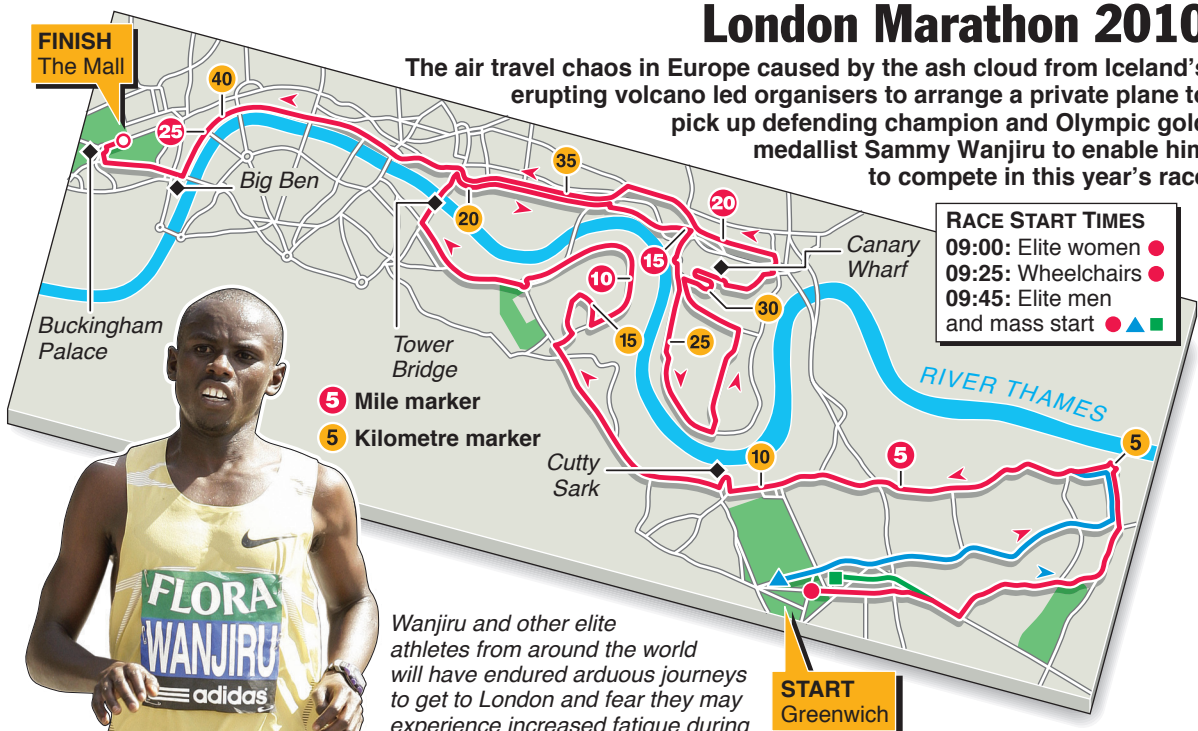 London Marathon 2010
The air travel chaos in Europe caused by the ash cloud from Iceland's
erupting volcano led organisers to arrange a private plane to
pick up defending champion and Olympic gold
medallist Sammy Wanjiru to enable him
to compete in this year's race
FINISH
The Mall
40
25
Big Ben
35
20
20
15
Canary
Wharf
RACE START TIMES
09:00: Elite women
09:25: Wheelchairs
09:45: Elite men
and mass start
10
30
15
25
Buckingham
Palace
Tower
Bridge
RIVER THAMES
5 Mile marker
5 Kilometre marker
5
10
5
Cutty
Sark
FLORA
WANJIRU
adidas
Wanjiru and other elite
athletes from around the world
will have endured arduous journeys
to get to London and fear they may
experience increased fatigue during
START
Greenwich